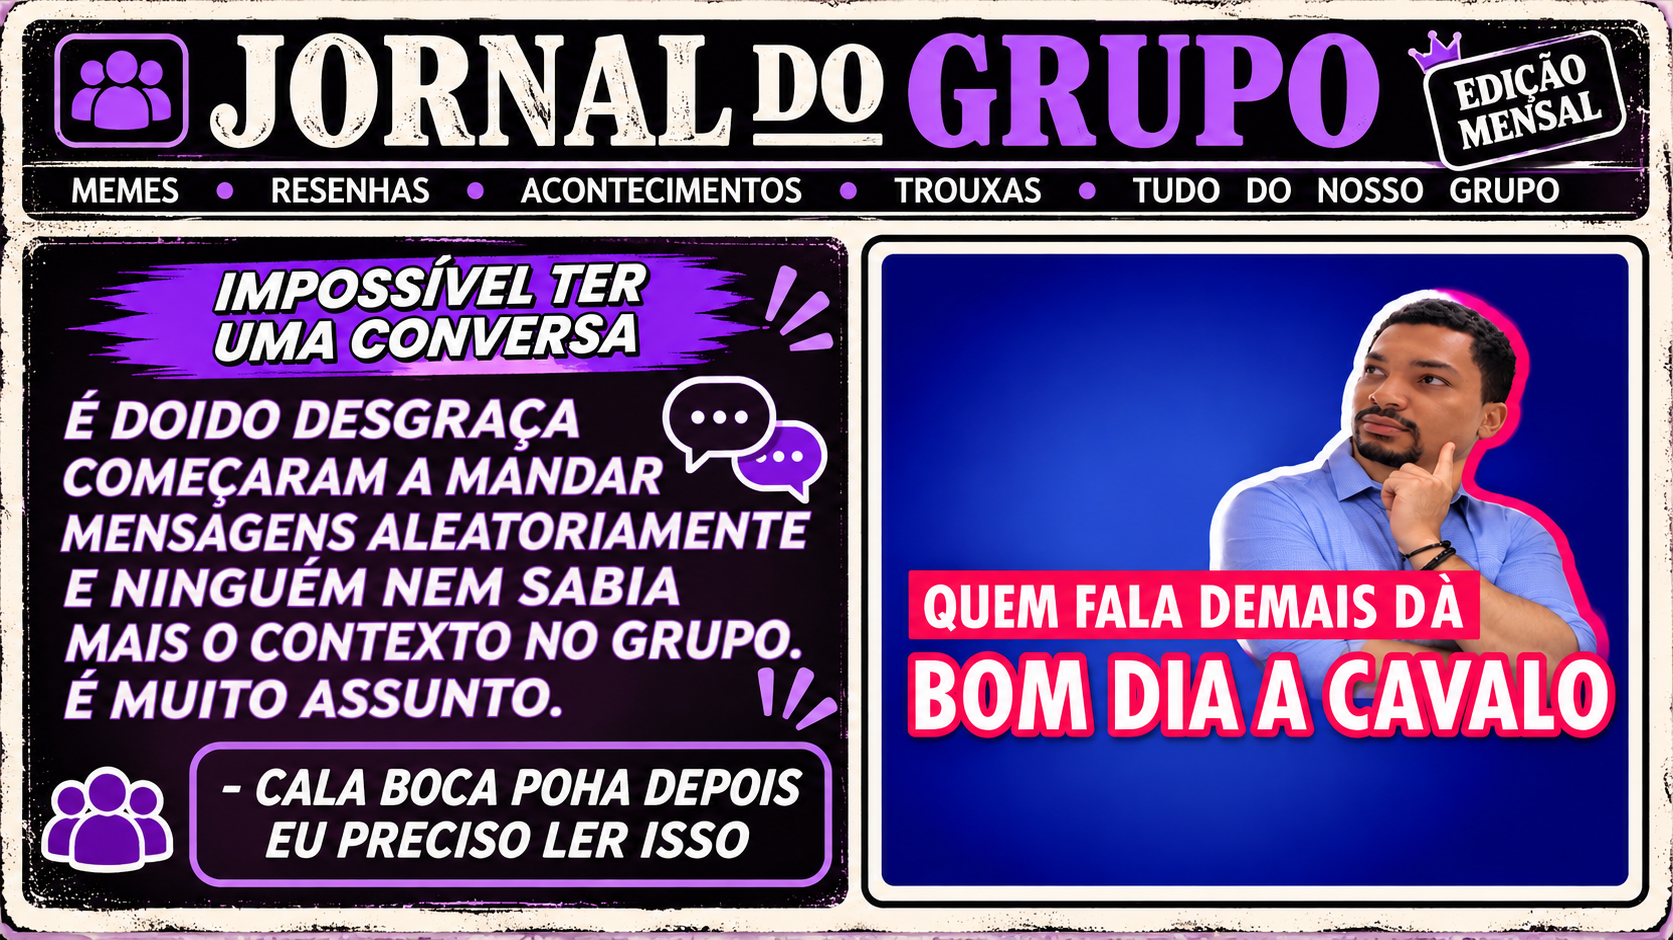 JORNAL DO GRUPO
EDIÇÃO
MENSAL
MEMES • RESENHAS • ACONTECIMENTOS • TROUXAS • TUDO DO NOSSO GRUPO
IMPOSSÍVEL TER
UMA CONVERSA
É DOIDO DESGRAÇA
COMEÇARAM A MANDAR
MENSAGENS ALEATORIAMENTE
E NINGUÉM NEM SABIA
MAIS O CONTEXTO NO GRUPO.
É MUITO ASSUNTO.
- CALA BOCA POHA DEPOIS
EU PRECISO LER ISSO
QUEM FALA DEMAIS DÀ
BOM DIA A CAVALO